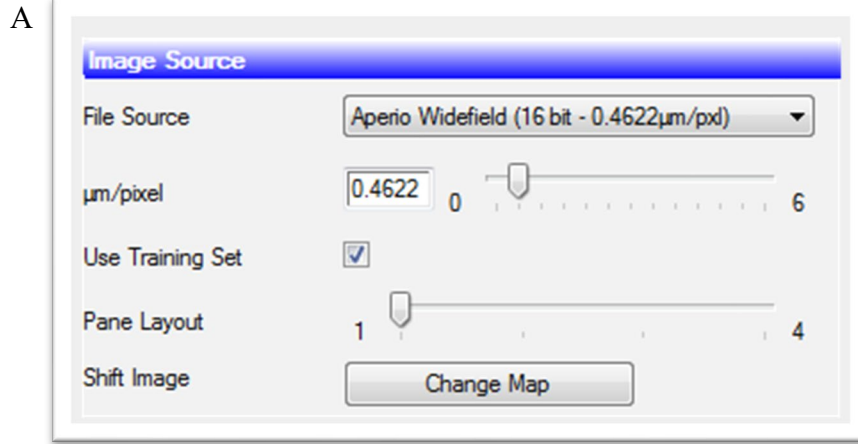 A
Image Source
File Source Aperio Widefield (16 bit - 0.4622µm/pxl)
µm/pixel 0.4622 0 6
Use Training Set
Pane Layout 1 4
Shift Image Change Map